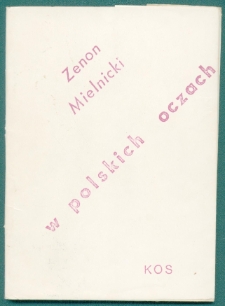 Zenon
Mielnicki
w polskich oczach
KOS